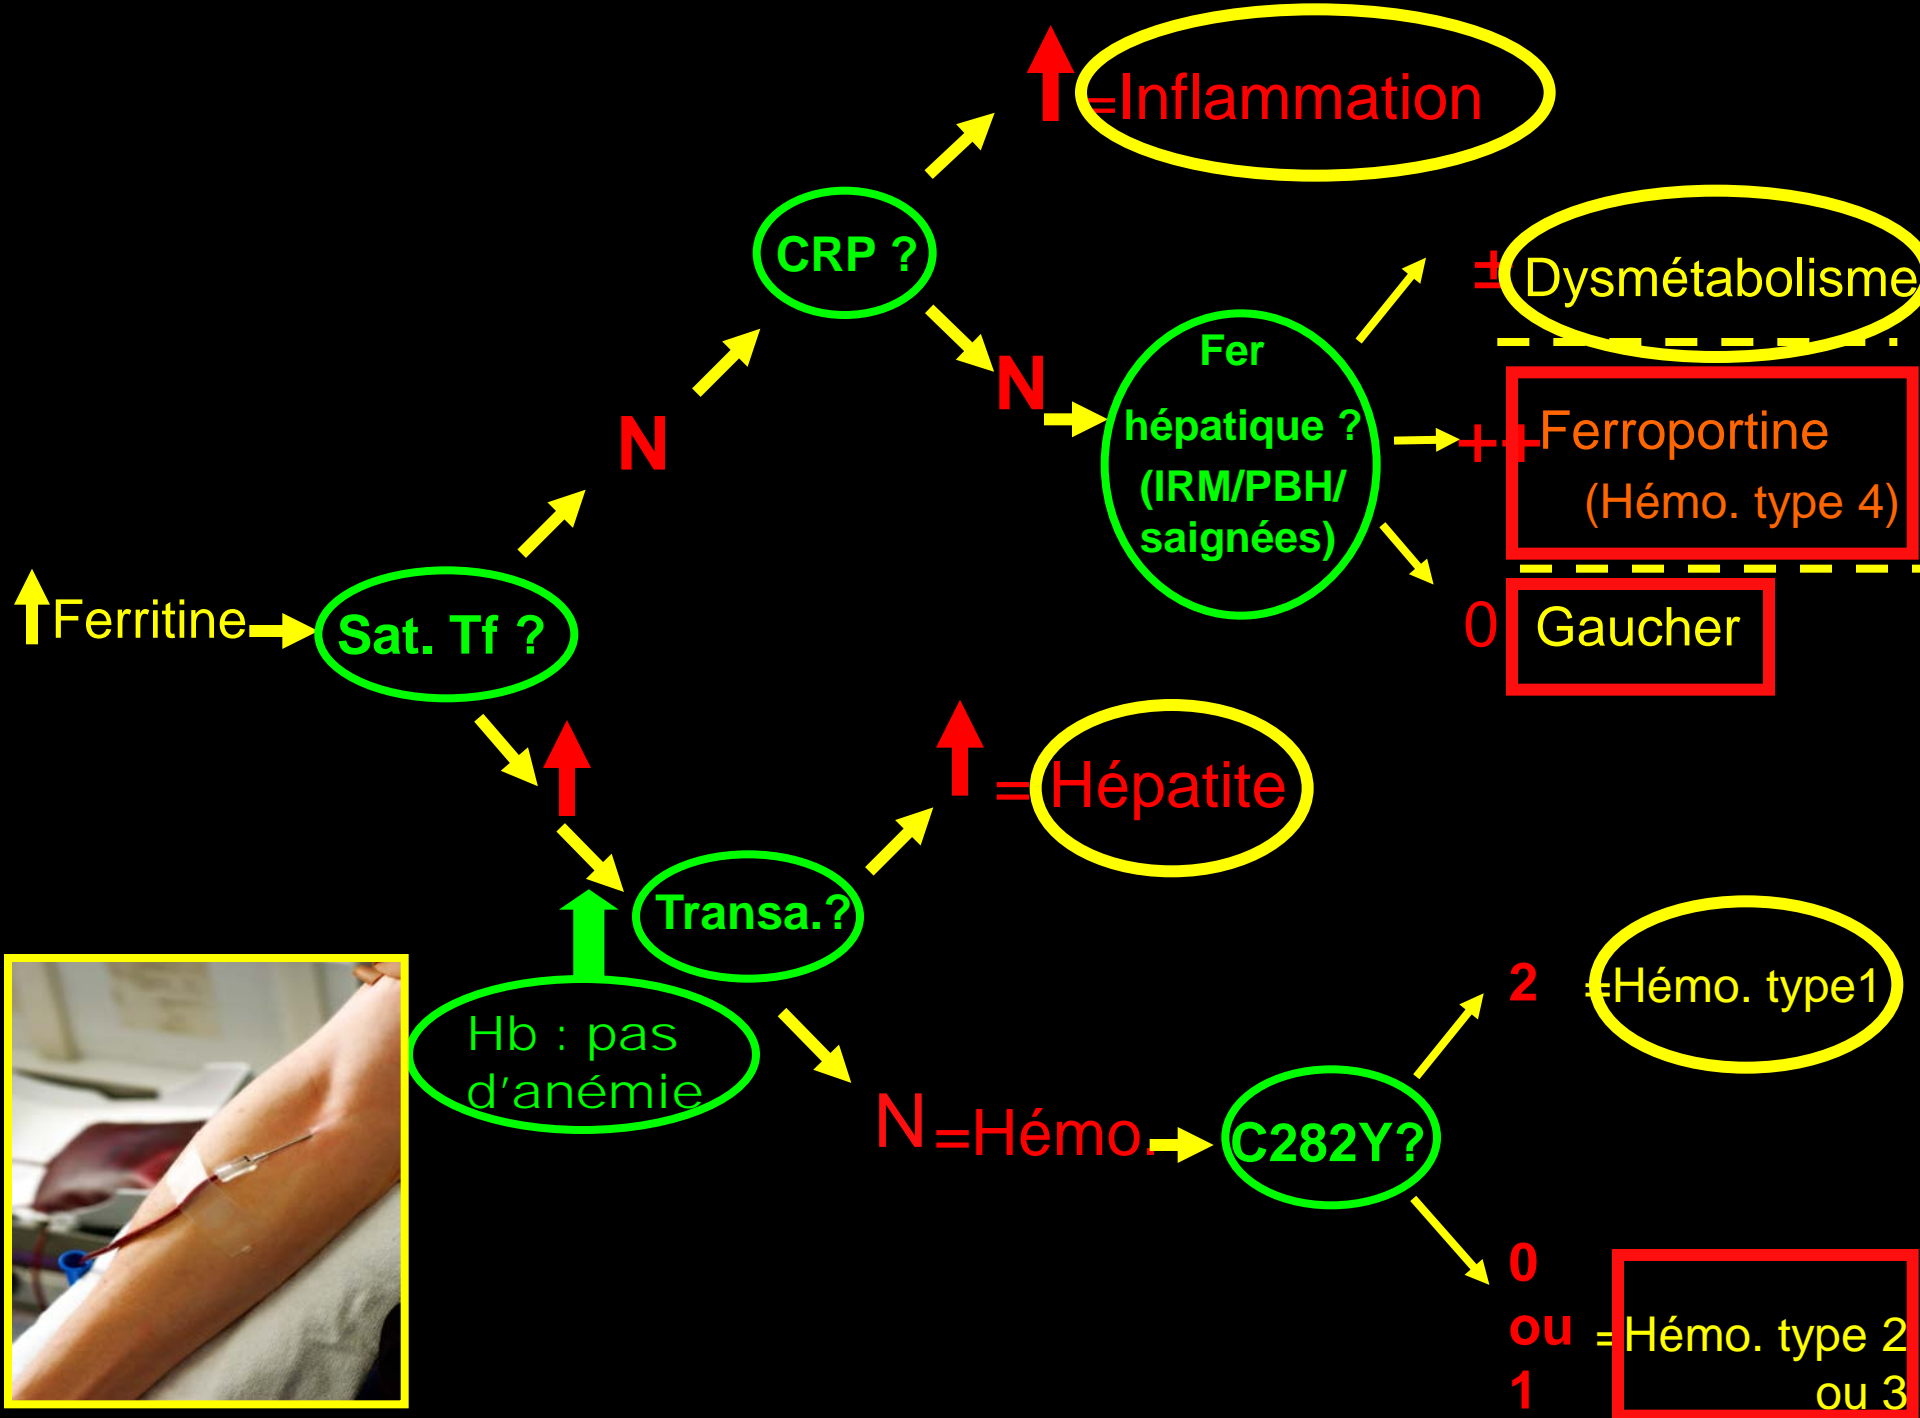 =Inflammation
CRP ?
± Dysmétabolisme
Fer
hépatique ?
(IRM/PBH/
saignées)
N
N
++ Ferroportine
(Hémo. type 4)
Ferritine
Sat. Tf ?
0 Gaucher
= Hépatite
Transa.?
Hb : pas
d'anémie
2 =Hémo. type1
N =Hémo.
C282Y?
0
ou =Hémo. type 2
1 ou 3